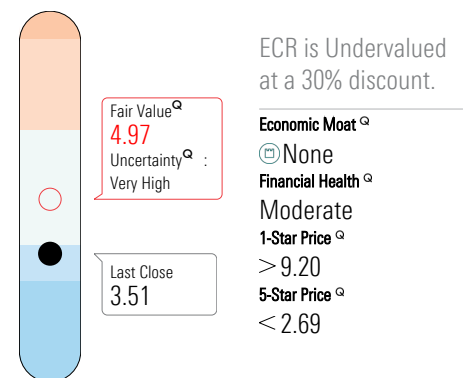 Fair Value Q
4.97
Uncertainty Q :
Very High
Last Close
3.51
ECR is Undervalued
at a 30% discount.
Economic Moat Q
None
Financial Health Q
Moderate
1-Star Price Q
>9.20
5-Star Price Q
<2.69